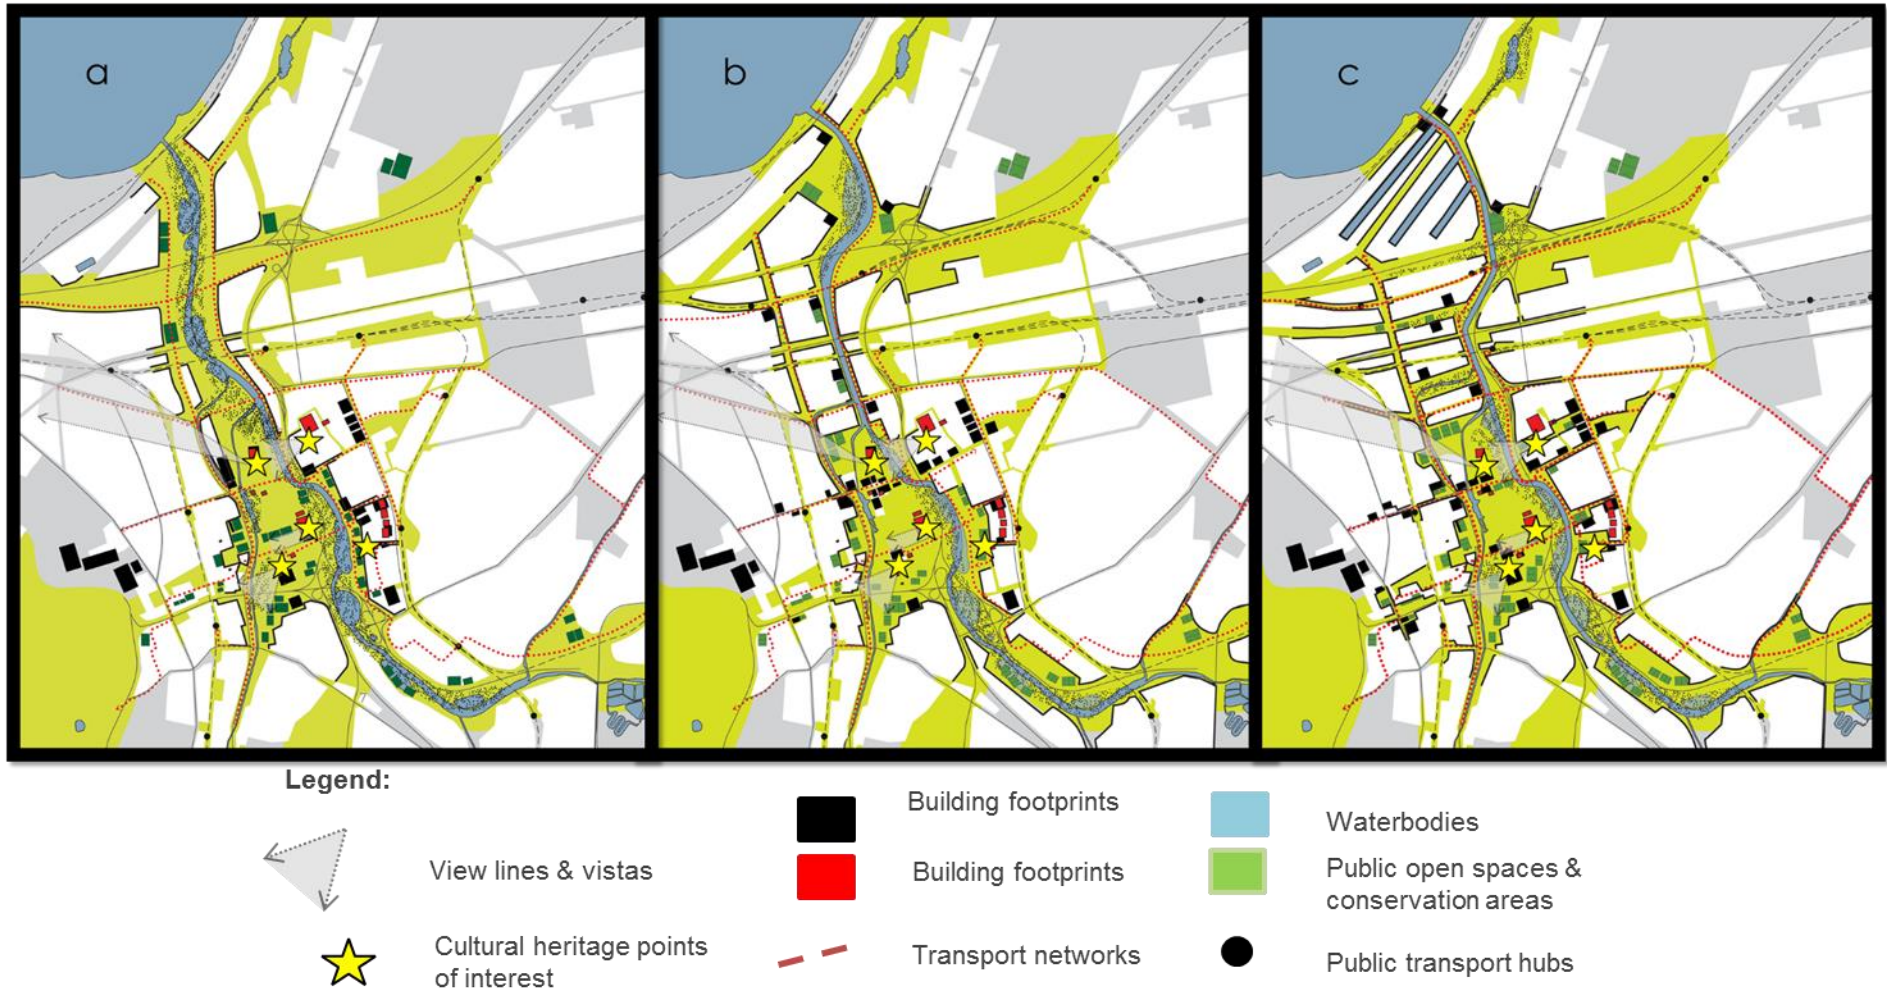 a
b
c
Legend:
View lines & vistas
Cultural heritage points
of interest
Building footprints
Building footprints
Transport networks
Waterbodies
Public open spaces &
conservation areas
Public transport hubs